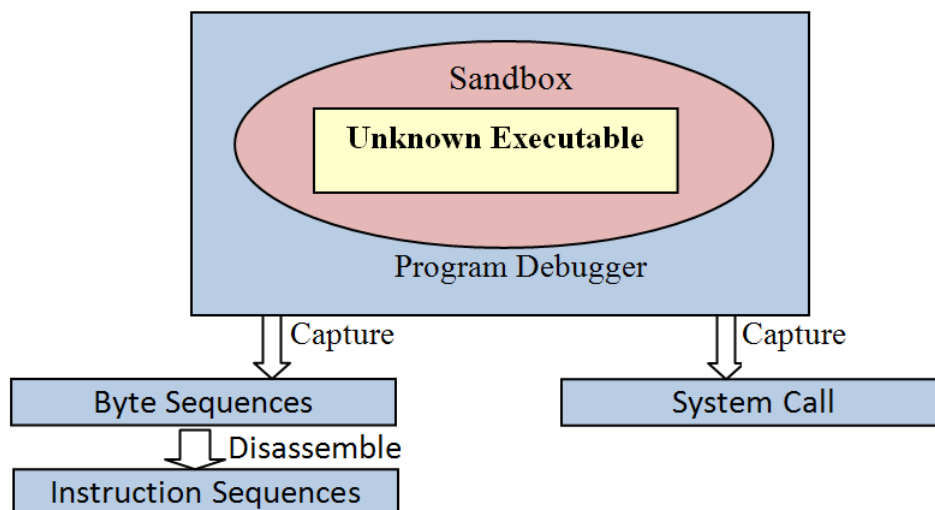 Sandbox
Unknown Executable
Program Debugger
Capture
Capture
Byte Sequences
System Call
Disassemble
Instruction Sequences